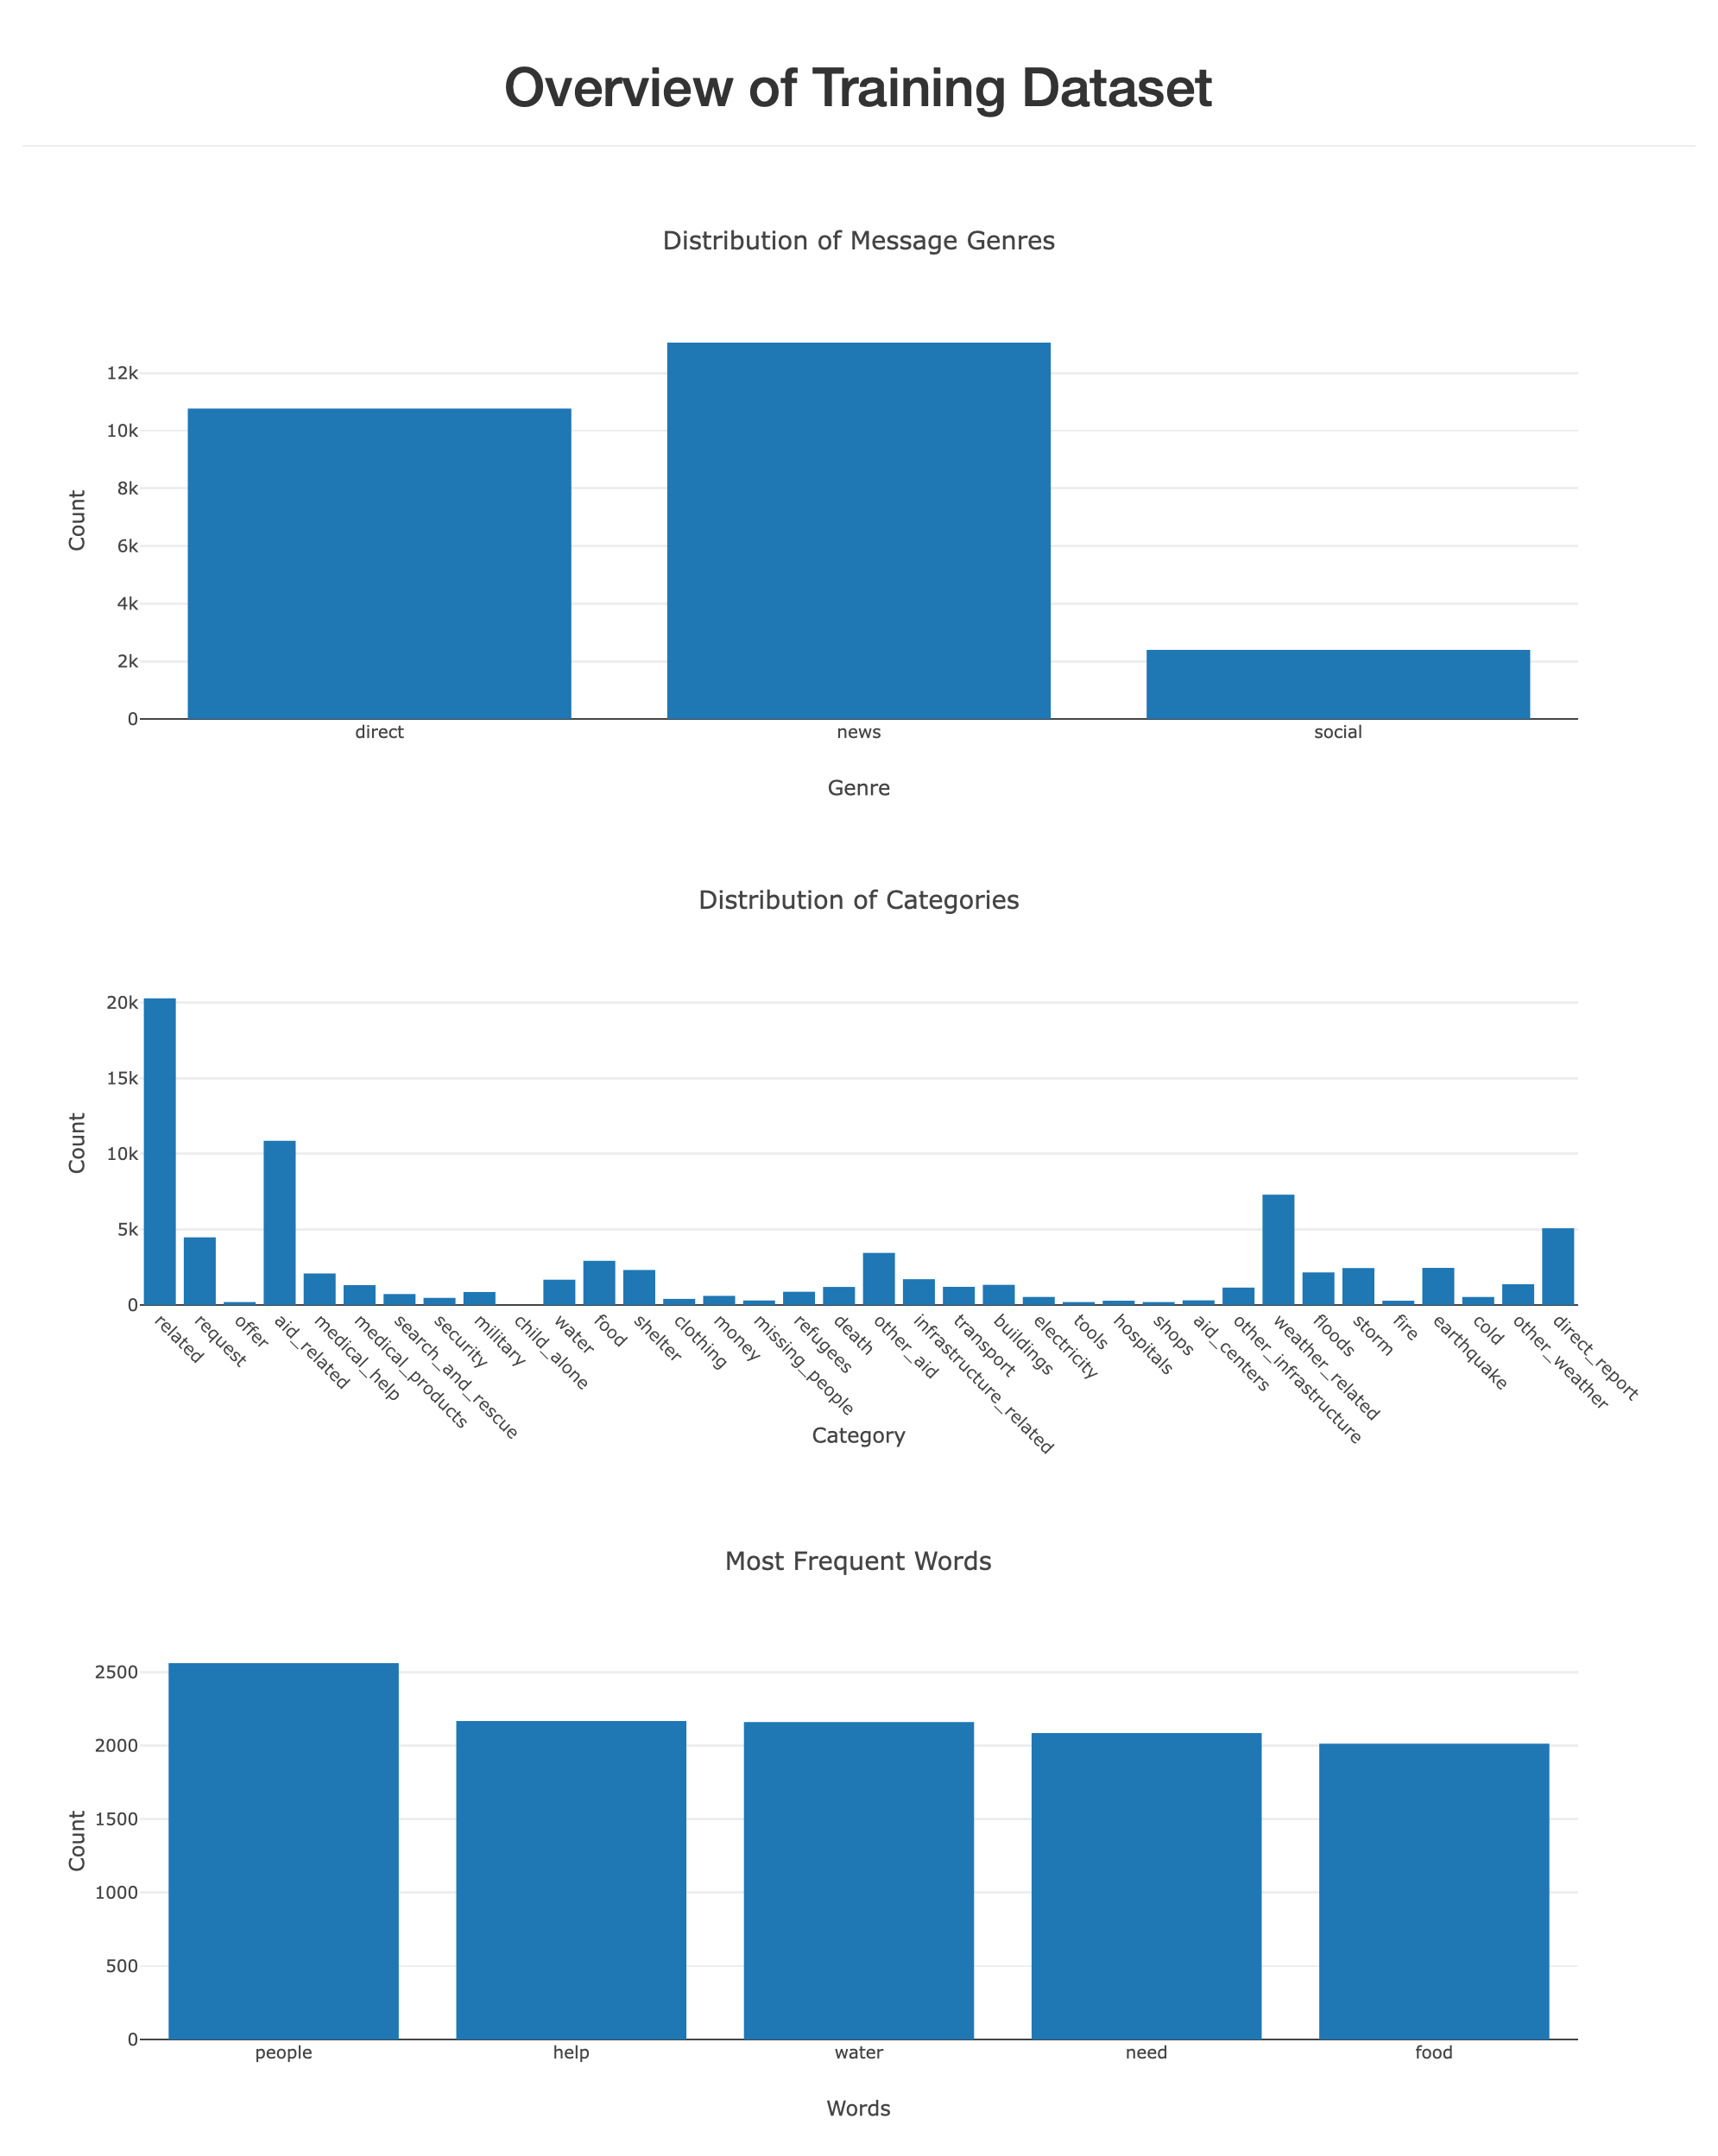 Overview of Training Dataset
Distribution of Message Genres
12k
10k
8k
6k
4k
2k
0
Count
direct news social
Genre
Distribution of Categories
20k
15k
10k
5k
0
Count
related request offer aid_related medical_help medical_products search_and_rescue security military child_alone water food shelter clothing money missing_people refugees death other_aid infrastructure_related transport buildings electricity tools hospitals shops aid_centers other_infrastructure weather_related floods storm fire earthquake cold other_weather direct_report
Category
Most Frequent Words
2500
2000
1500
1000
500
0
Count
people help water need food
Words